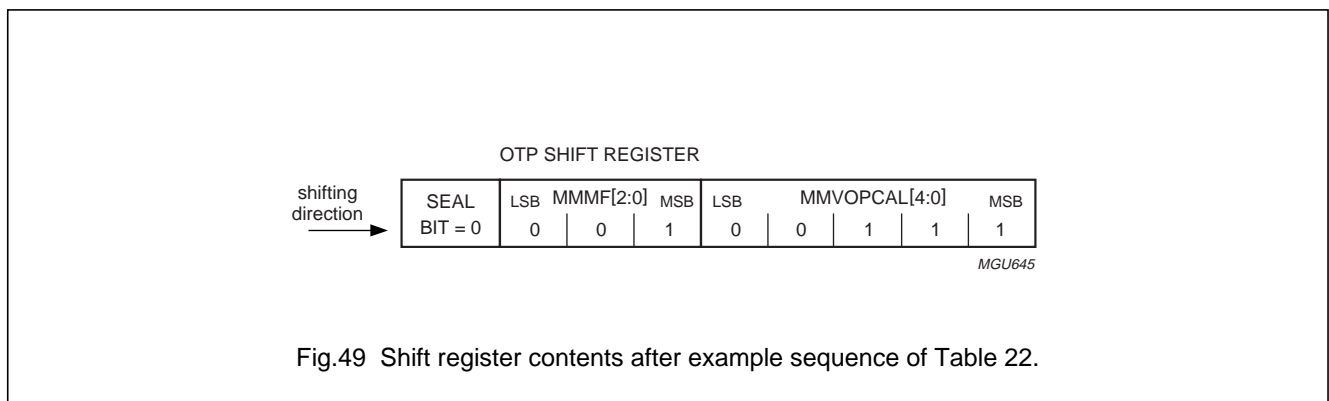 OTP SHIFT REGISTER
shifting
direction
SEAL
BIT = 0
LSB MMMF[2:0] MSB
0 0 1
LSB MMVOPCAL[4:0] MSB
0 0 1 1 1
MGU645
Fig.49 Shift register contents after example sequence of Table 22.